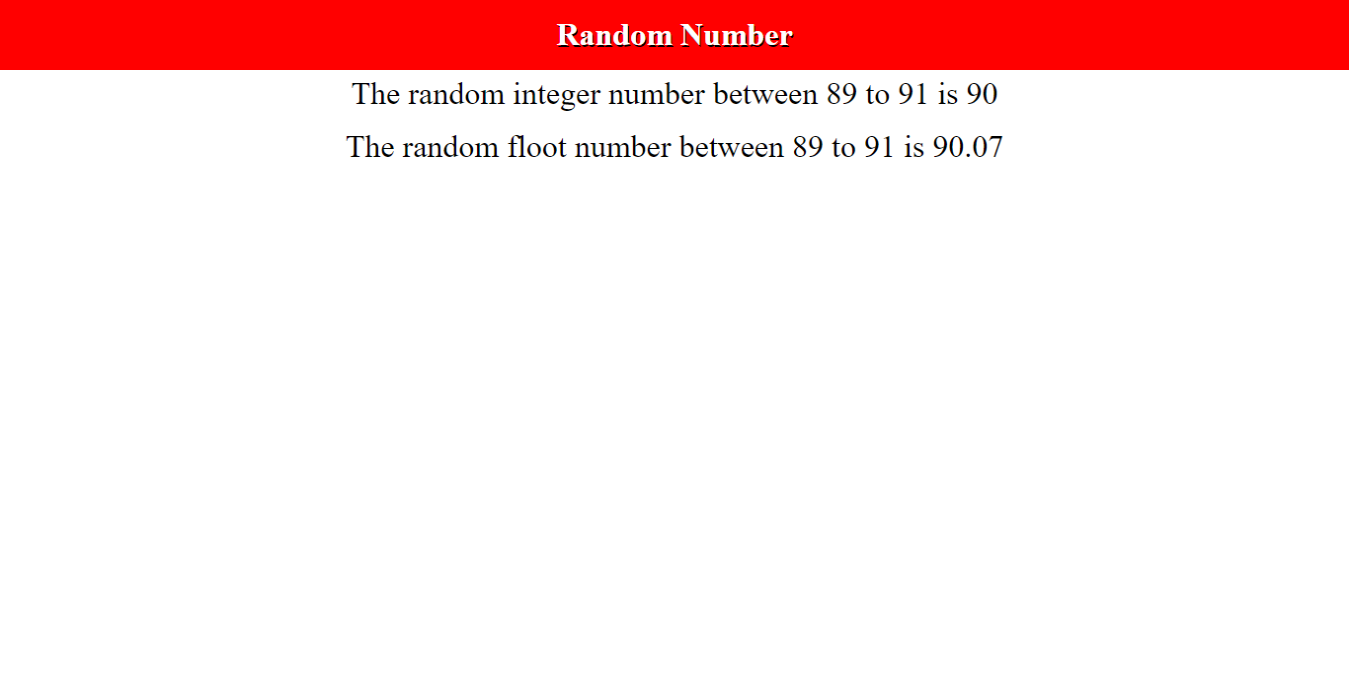 Random Number
The random integer number between 89 to 91 is 90
The random floot number between 89 to 91 is 90.07